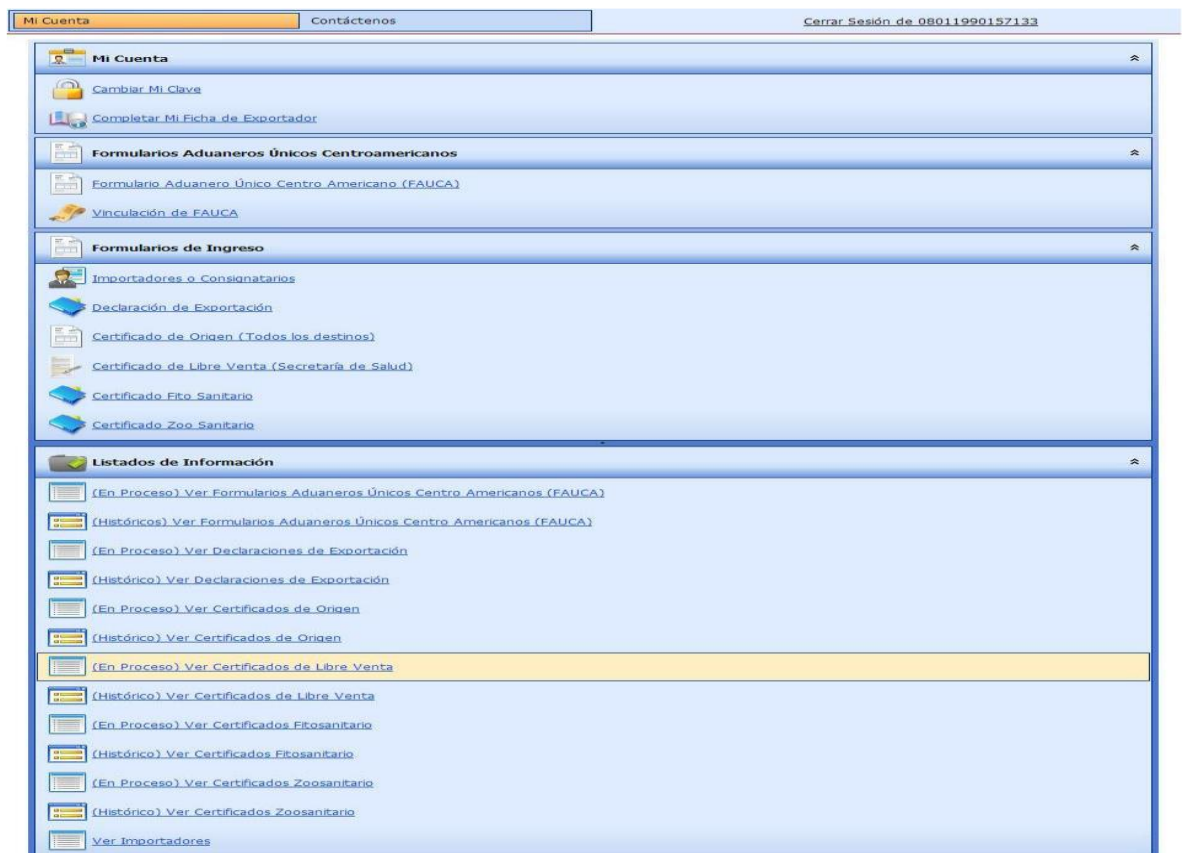 Mi Cuenta
Contáctenos
Cerrar Sesión de 08011990157133
Mi Cuenta
Cambiar Mi Clave
Completar Mi Ficha de Exportador
Formularios Aduaneros Únicos Centroamericanos
Formulario Aduanero Único Centro Americano (FAUCA)
Vinculación de FAUCA
Formularios de Ingreso
Importadores o Consignatarios
Declaración de Exportación
Certificado de Origen (Todos los destinos)
Certificado de Libre Venta (Secretaría de Salud)
Certificado Fito Sanitario
Certificado Zoo Sanitario
Listados de Información
(En Proceso) Ver Formularios Aduaneros Únicos Centro Americanos (FAUCA)
(Históricos) Ver Formularios Aduaneros Únicos Centro Americanos (FAUCA)
(En Proceso) Ver Declaraciones de Exportación
(Histórico) Ver Declaraciones de Exportación
(En Proceso) Ver Certificados de Origen
(Histórico) Ver Certificados de Origen
(En Proceso) Ver Certificados de Libre Venta
(Histórico) Ver Certificados de Libre Venta
(En Proceso) Ver Certificados Fitosanitario
(Histórico) Ver Certificados Fitosanitario
(En Proceso) Ver Certificados Zoosanitario
(Histórico) Ver Certificados Zoosanitario
Ver Importadores